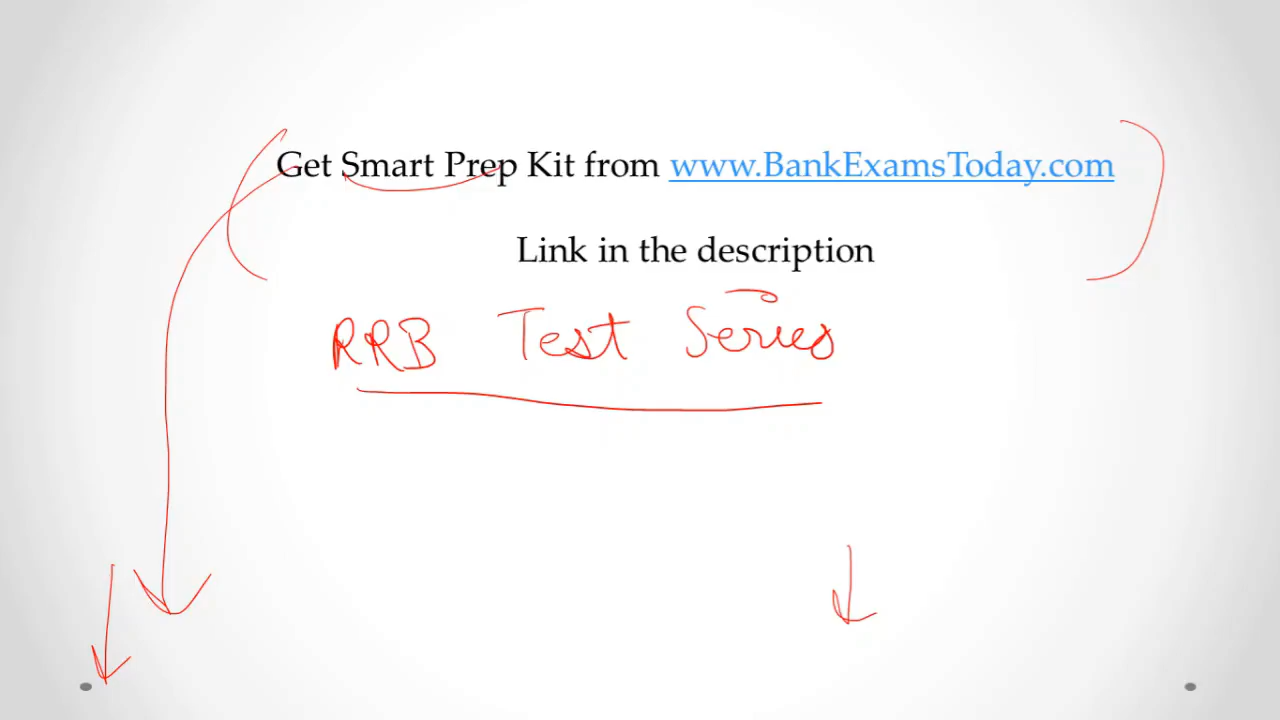 Get Smart Prep Kit from www.BankExamsToday.com
Link in the description
RRB Test Series